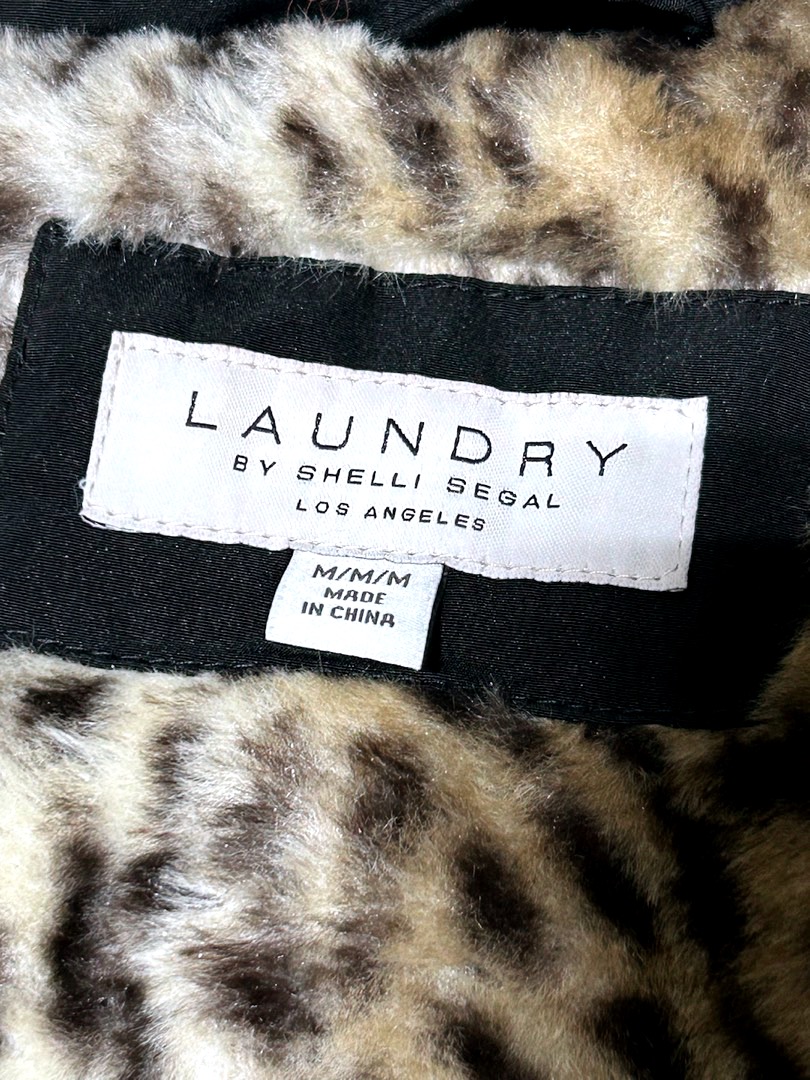 LAUNDRY
BY SHELLI SEGAL
LOS ANGELES
M/M/M
MADE
IN CHINA